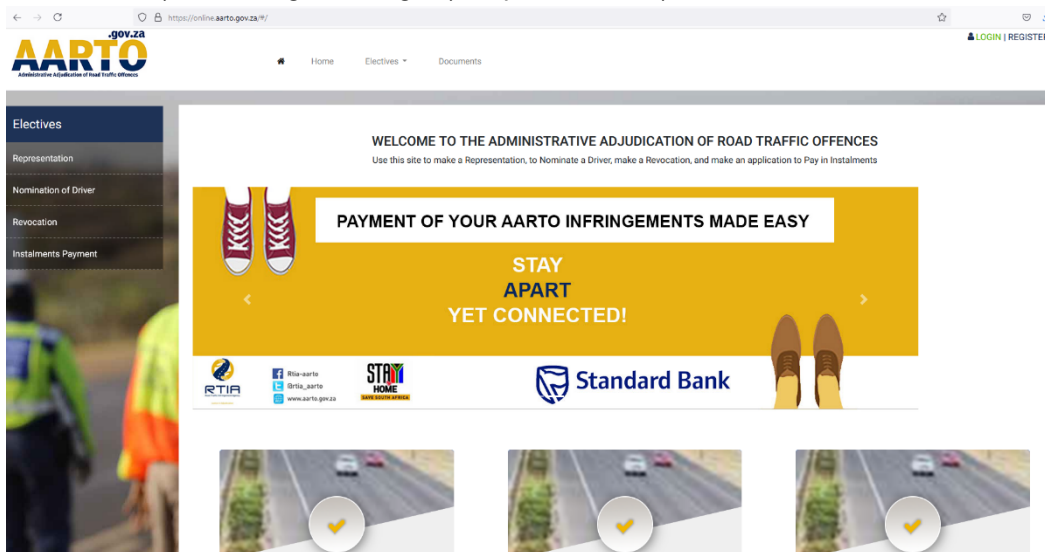 https://online.aarto.gov.za/#/
.gov.za
AARTO
Administrative Adjudication of Road Traffic Offences
Home
Electives
Documents
LOGIN | REGISTER
Electives
Representation
Nomination of Driver
Revocation
Instalments Payment
WELCOME TO THE ADMINISTRATIVE ADJUDICATION OF ROAD TRAFFIC OFFENCES
Use this site to make a Representation, to Nominate a Driver, make a Revocation, and make an application to Pay in Instalments
PAYMENT OF YOUR AARTO INFRINGEMENTS MADE EASY
STAY
APART
YET CONNECTED!
RTIA
Rtia-aarto
@rtia_aarto
www.aarto.gov.za
STAY
HOME
SAVE SOUTH AFRICA
Standard Bank